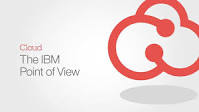 Cloud
The IBM
Point of View